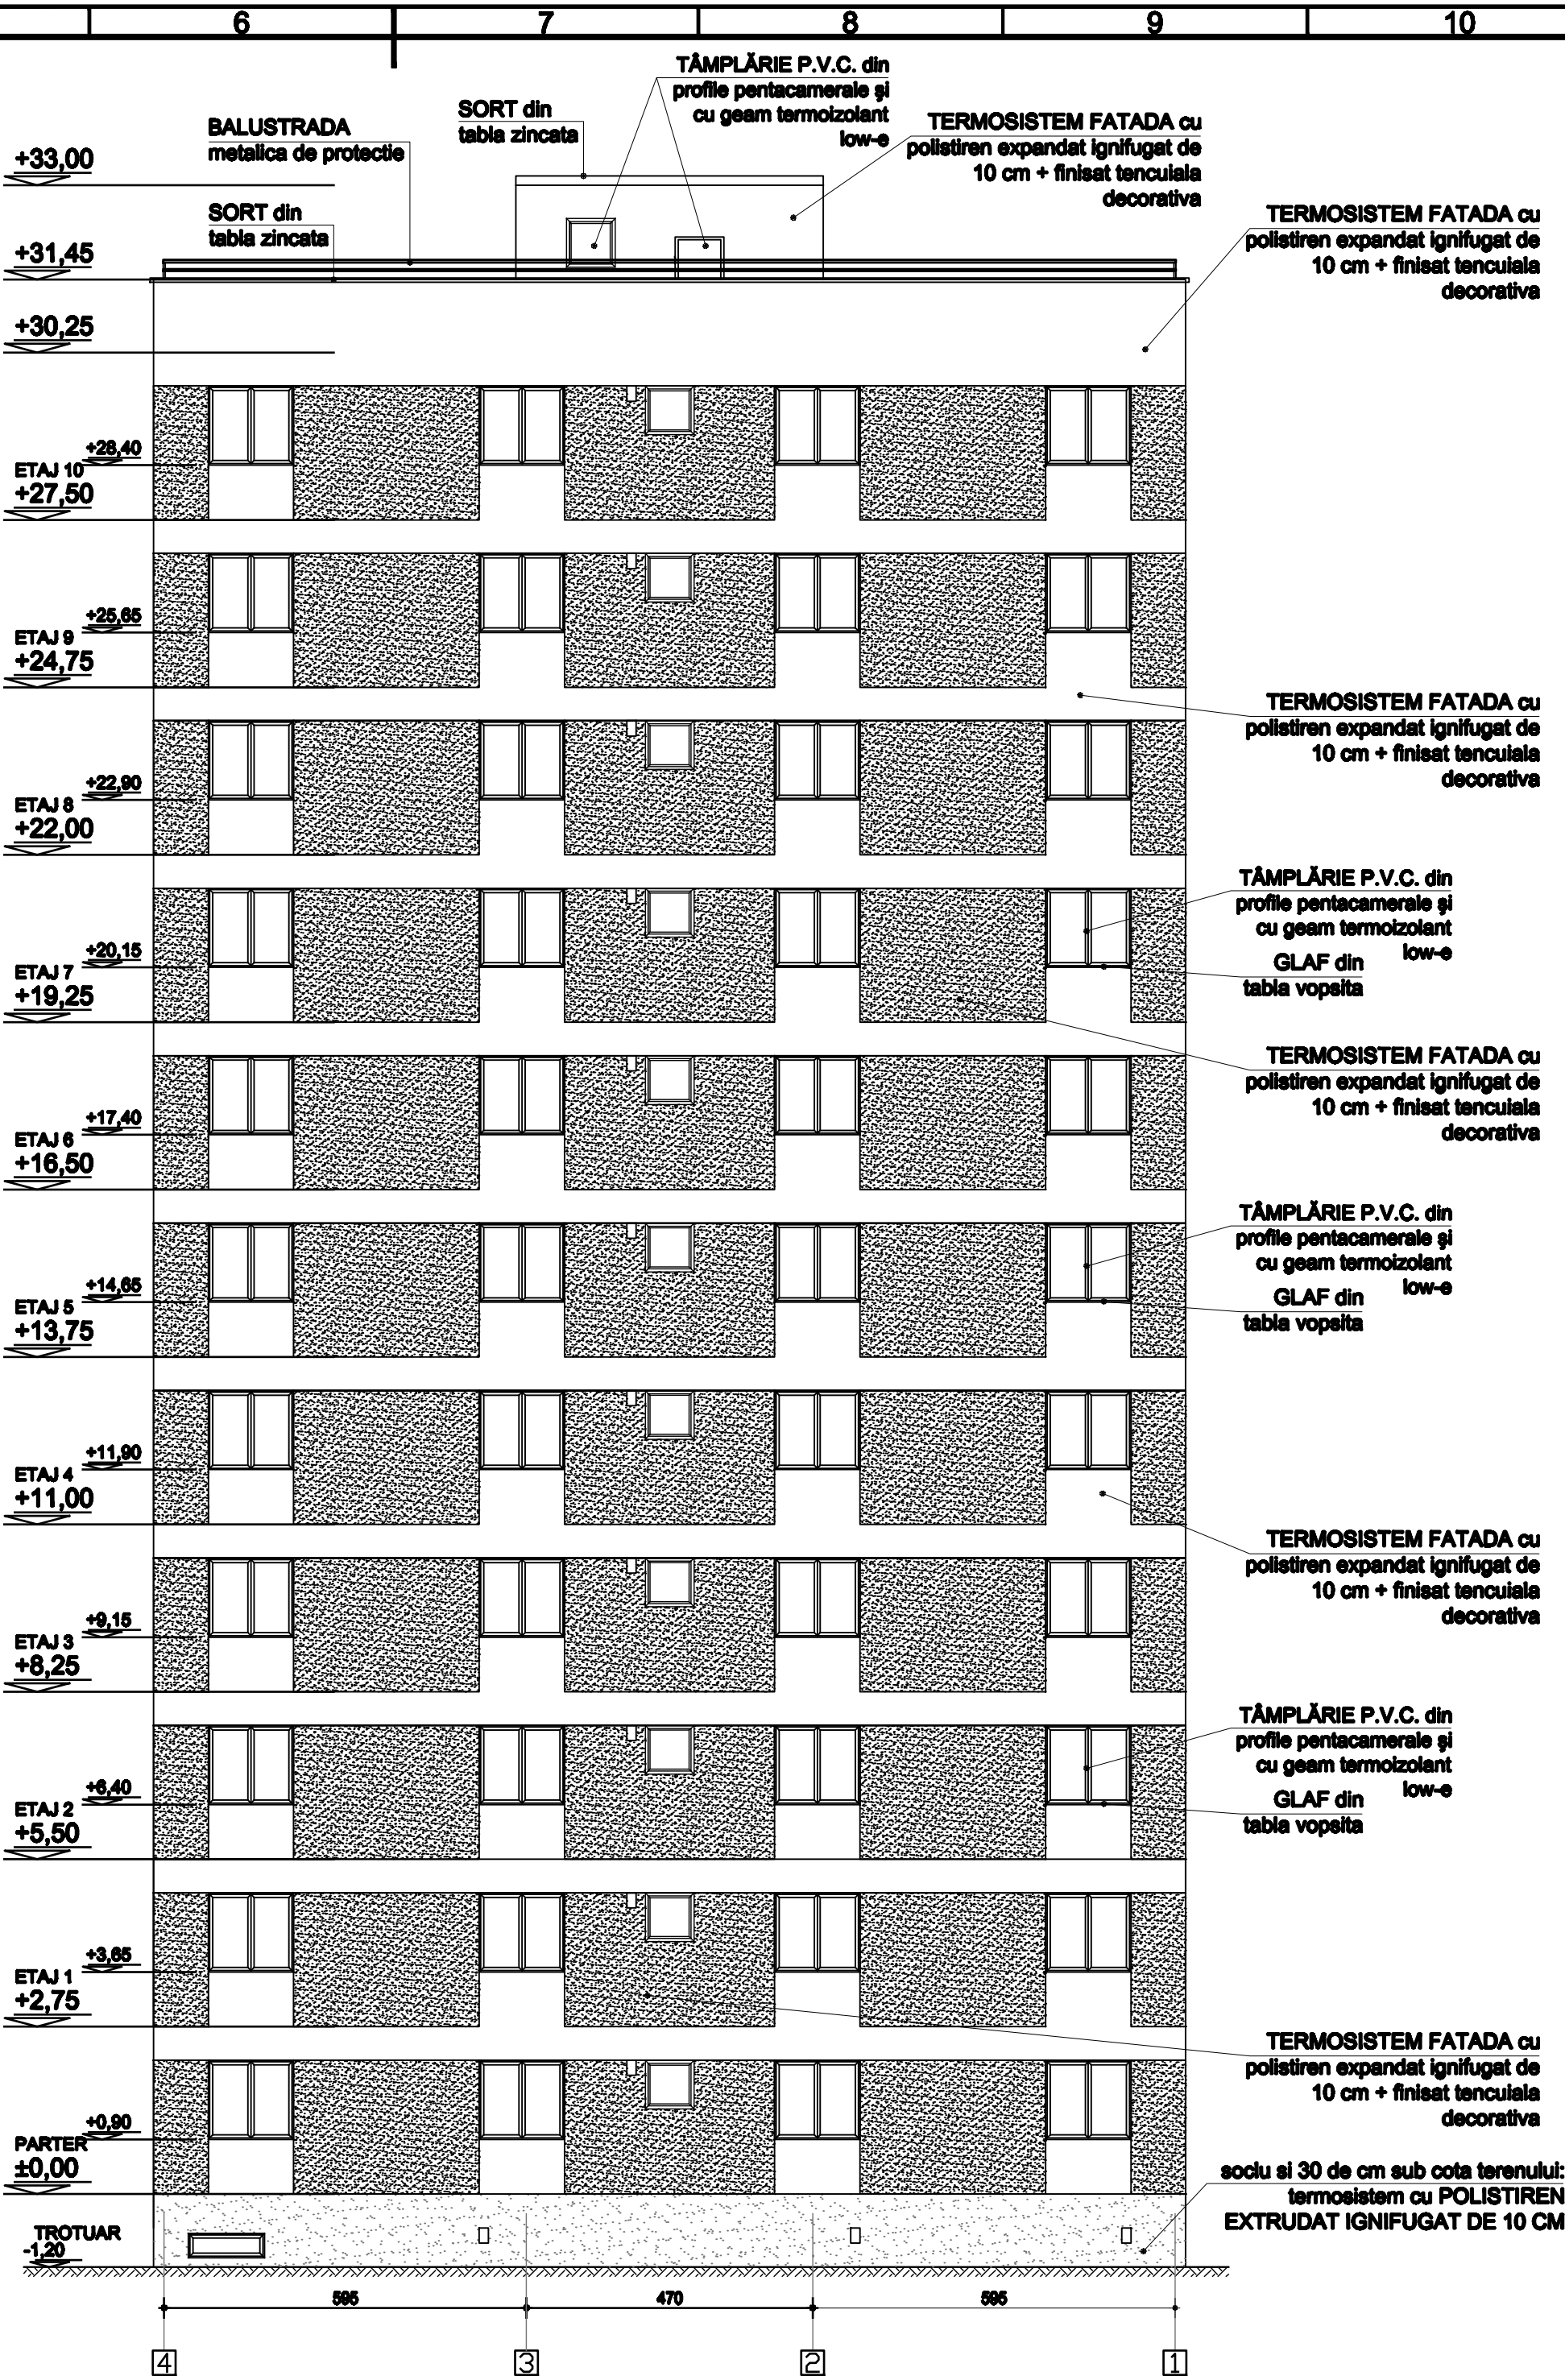 6 7 8 9 10
TÂMPLĂRIE P.V.C. din
profile pentacamerale şi
cu geam termoizolant
low-e
SORT din
tabla zincata
BALUSTRADA
metalica de protectie
TERMOSISTEM FATADA cu
polistiren expandat ignifugat de
10 cm + finisat tencuiala
decorativa
+33,00
SORT din
tabla zincata
TERMOSISTEM FATADA cu
polistiren expandat ignifugat de
10 cm + finisat tencuiala
decorativa
+31,45
+30,25
+28,40
ETAJ 10
+27,50
+25,65
ETAJ 9
+24,75
TERMOSISTEM FATADA cu
polistiren expandat ignifugat de
10 cm + finisat tencuiala
decorativa
+22,90
ETAJ 8
+22,00
TÂMPLĂRIE P.V.C. din
profile pentacamerale şi
cu geam termoizolant
low-e
+20,15
ETAJ 7
+19,25
GLAF din
tabla vopsita
TERMOSISTEM FATADA cu
polistiren expandat ignifugat de
10 cm + finisat tencuiala
decorativa
+17,40
ETAJ 6
+16,50
TÂMPLĂRIE P.V.C. din
profile pentacamerale şi
cu geam termoizolant
low-e
+14,65
ETAJ 5
+13,75
GLAF din
tabla vopsita
+11,90
ETAJ 4
+11,00
TERMOSISTEM FATADA cu
polistiren expandat ignifugat de
10 cm + finisat tencuiala
decorativa
+9,15
ETAJ 3
+8,25
TÂMPLĂRIE P.V.C. din
profile pentacamerale şi
cu geam termoizolant
low-e
+6,40
ETAJ 2
+5,50
GLAF din
tabla vopsita
+3,65
ETAJ 1
+2,75
TERMOSISTEM FATADA cu
polistiren expandat ignifugat de
10 cm + finisat tencuiala
decorativa
+0,90
PARTER
±0,00
soclu si 30 de cm sub cota terenului:
termosistem cu POLISTIREN
EXTRUDAT IGNIFUGAT DE 10 CM
TROTUAR
-1,20
595 470 595
4 3 2 1